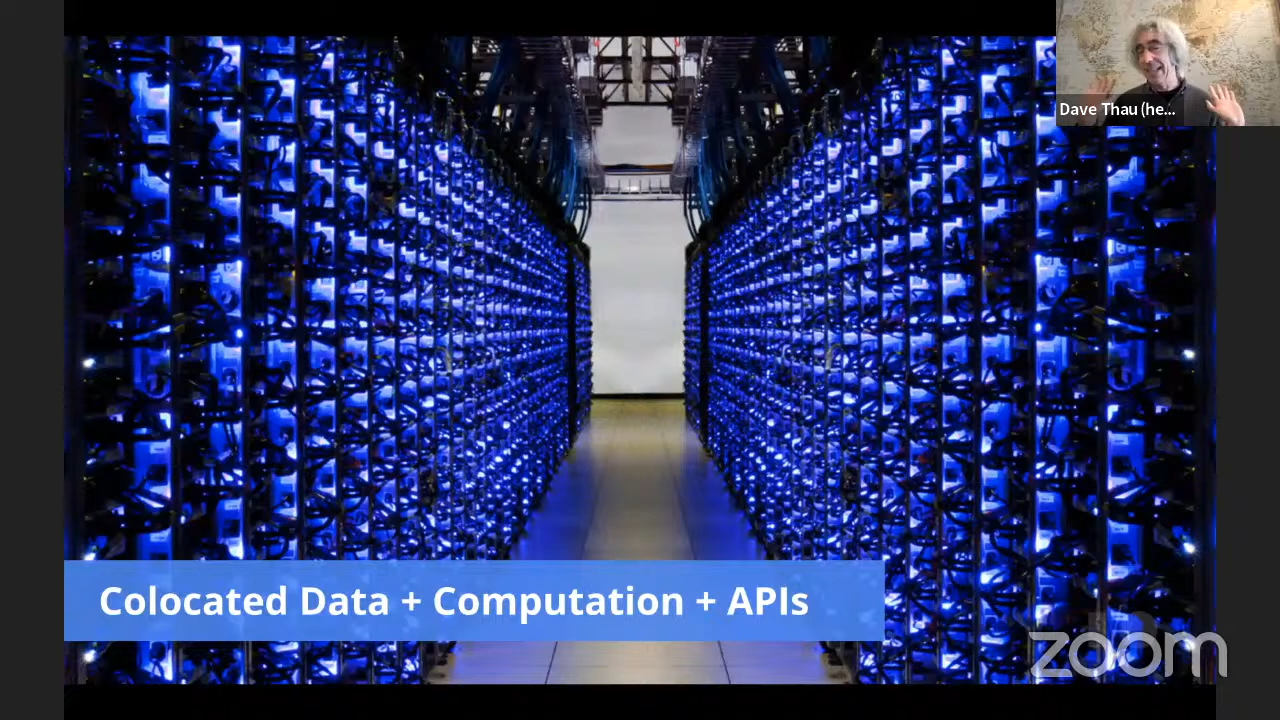 Dave Thau (he...
Colocated Data + Computation + APIs
zoom